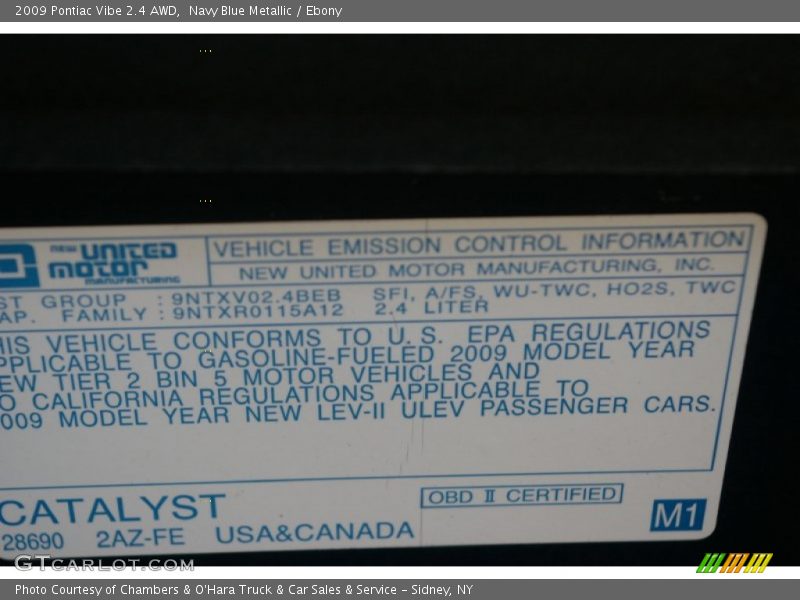 2009 Pontiac Vibe 2.4 AWD, Navy Blue Metallic / Ebony
NEW UNITED
MOTOR
MANUFACTURING
VEHICLE EMISSION CONTROL INFORMATION
NEW UNITED MOTOR MANUFACTURING, INC.
ST GROUP : 9NTXV02.4BEB SFI, A/FS, WU-TWC, HO2S, TWC
AP. FAMILY : 9NTXR0115A12 2.4 LITER
HIS VEHICLE CONFORMS TO U.S. EPA REGULATIONS
PPLICABLE TO GASOLINE-FUELED 2009 MODEL YEAR
EW TIER 2 BIN 5 MOTOR VEHICLES AND
O CALIFORNIA REGULATIONS APPLICABLE TO
009 MODEL YEAR NEW LEV-II ULEV PASSENGER CARS.
CATALYST
OBD II CERTIFIED
28690 2AZ-FE USA&CANADA
M1
GTCARLOT.COM
Photo Courtesy of Chambers & O'Hara Truck & Car Sales & Service - Sidney, NY